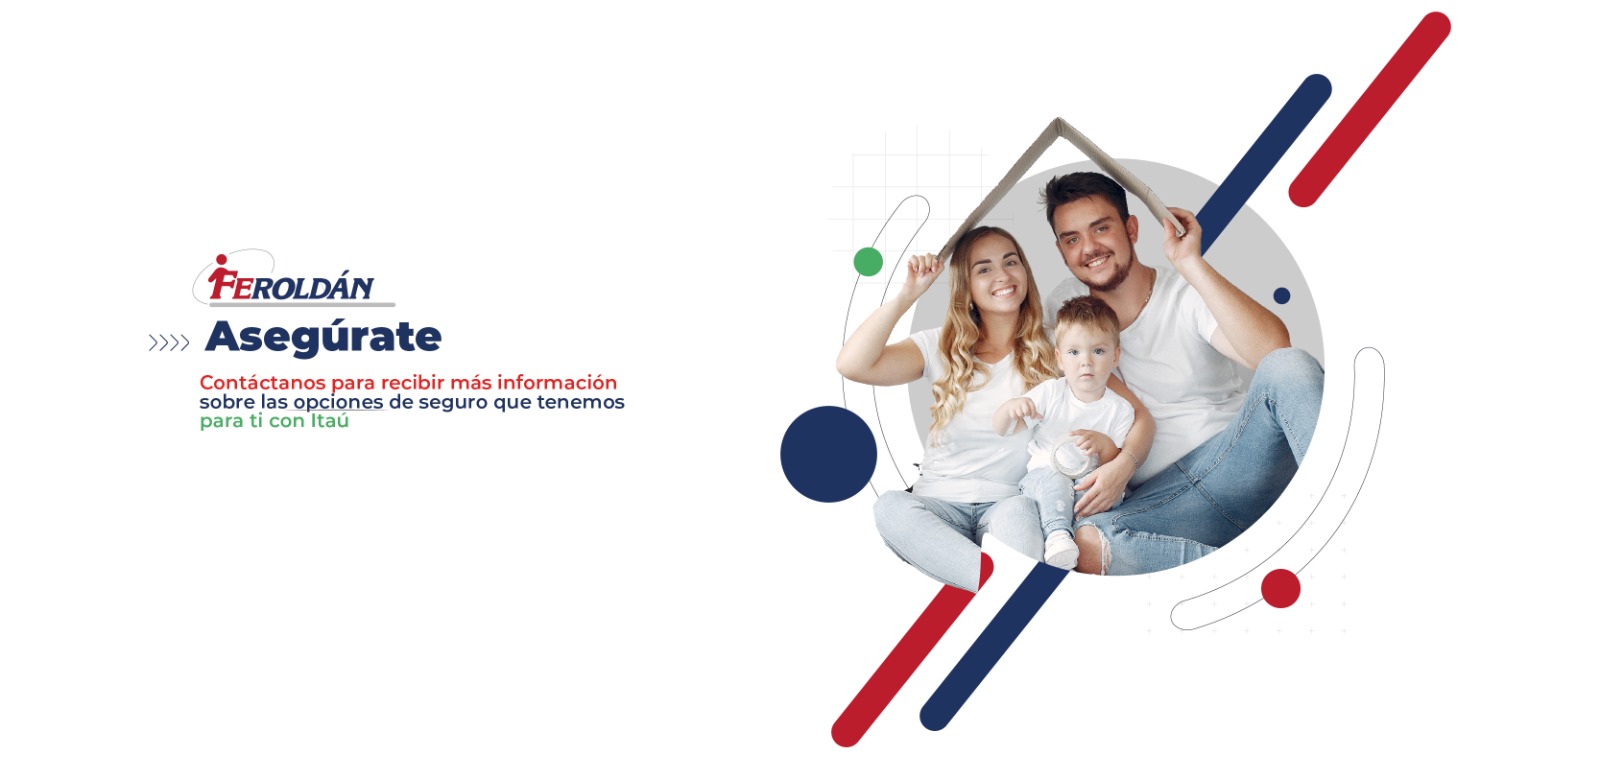 FEROLDÁN
Asegúrate
Contáctanos para recibir más información
sobre las opciones de seguro que tenemos
para ti con Itaú